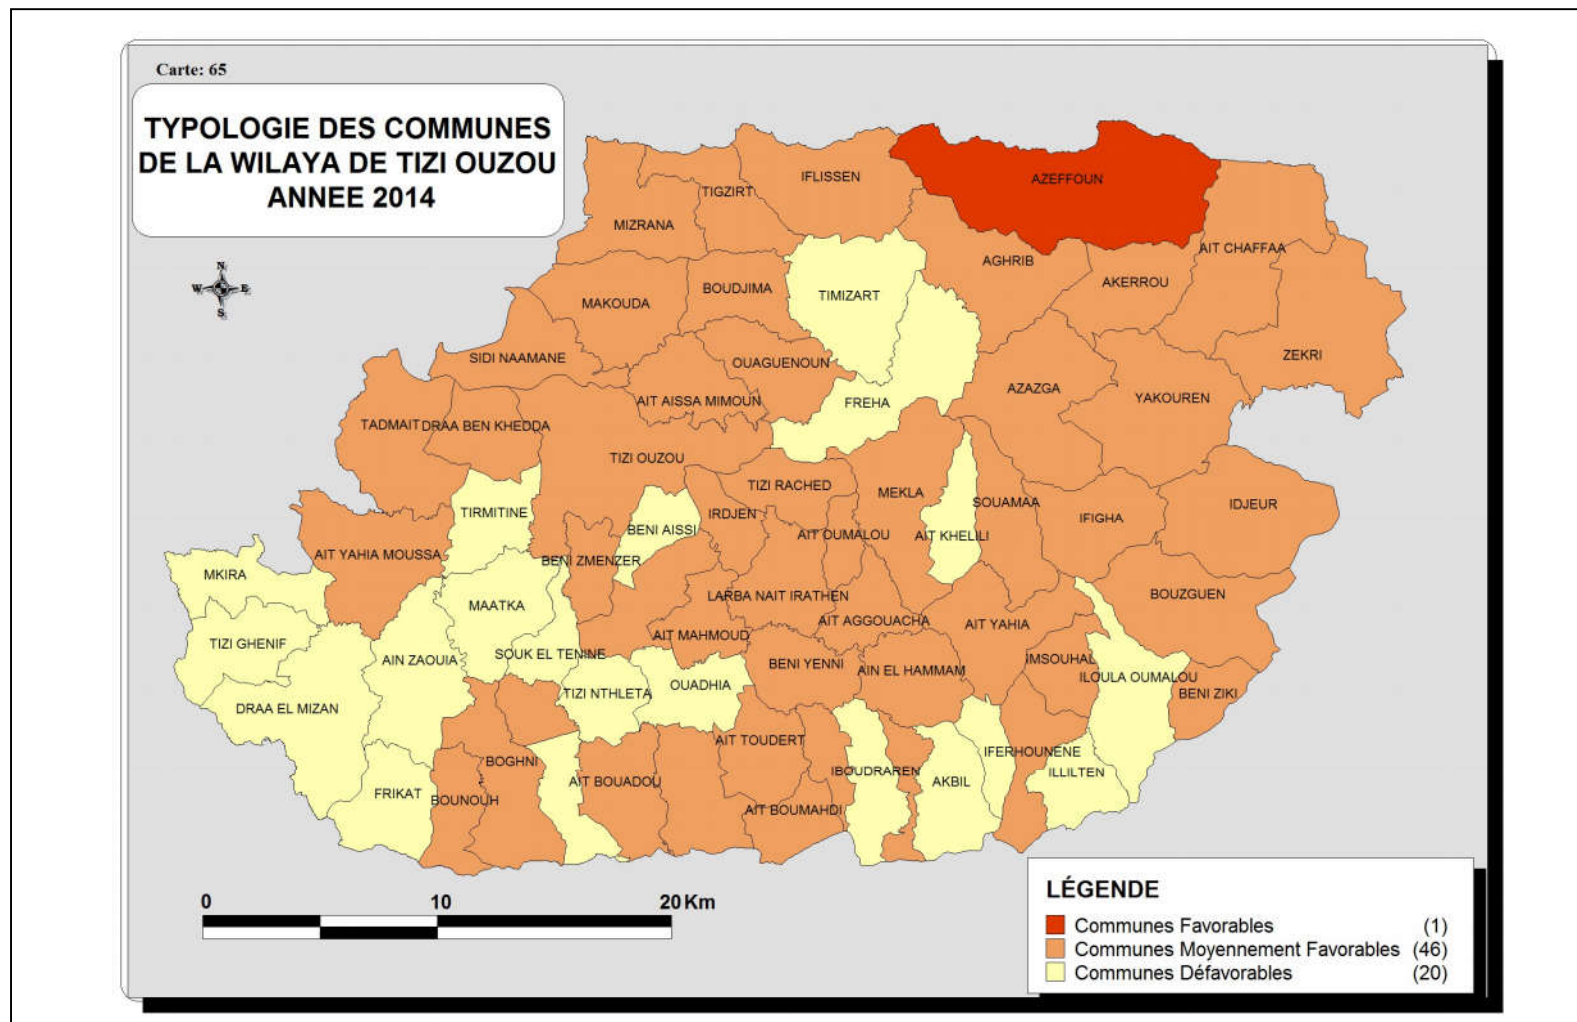 Carte: 65
TYPOLOGIE DES COMMUNES
DE LA WILAYA DE TIZI OUZOU
ANNEE 2014
N
W E
S
AZEFFOUN
IFLISSEN
TIGZIRT
MIZRANA
AIT CHAFFAA
AGHRIB
AKERROU
BOUDJIMA
TIMIZART
MAKOUDA
ZEKRI
SIDI NAAMANE
OUAGUENOUN
AZAZGA
YAKOUREN
AIT AISSA MIMOUN
FREHA
TADMAIT
DRAA BEN KHEDDA
TIZI OUZOU
TIZI RACHED
MEKLA
SOUAMAA
IDJEUR
TIRMITINE
IRDJEN
IFIGHA
BENI AISSI
AIT OUMALOU
AIT KHELILI
AIT YAHIA MOUSSA
BENI ZMENZER
MKIRA
BOUZGUEN
LARBA NAIT IRATHEN
MAATKA
AIT AGGOUACHA
AIT YAHIA
AIT MAHMOUD
TIZI GHENIF
SOUK EL TENINE
AIN ZAOUIA
BENI YENNI
AIN EL HAMMAM
IMSOUHAL
ILOULA OUMALOU
OUADHIA
TIZI NTHLETA
BENI ZIKI
DRAA EL MIZAN
AIT TOUDERT
IFERHOUNENE
BOGHNI
IBOUDRAREN
ILLILTEN
AIT BOUADOU
AKBIL
FRIKAT
BOUNOUH
AIT BOUMAHDI
0 10 20 Km
LÉGENDE
Communes Favorables (1)
Communes Moyennement Favorables (46)
Communes Défavorables (20)